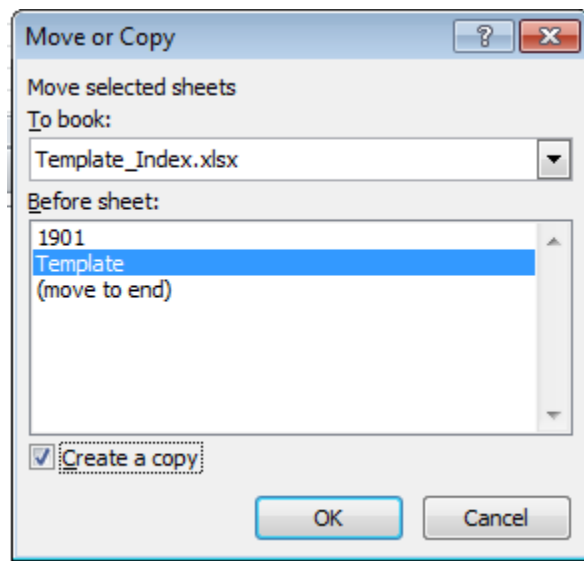 Move or Copy
Move selected sheets
To book:
Template_Index.xlsx
Before sheet:
1901
Template
(move to end)
Create a copy
OK Cancel